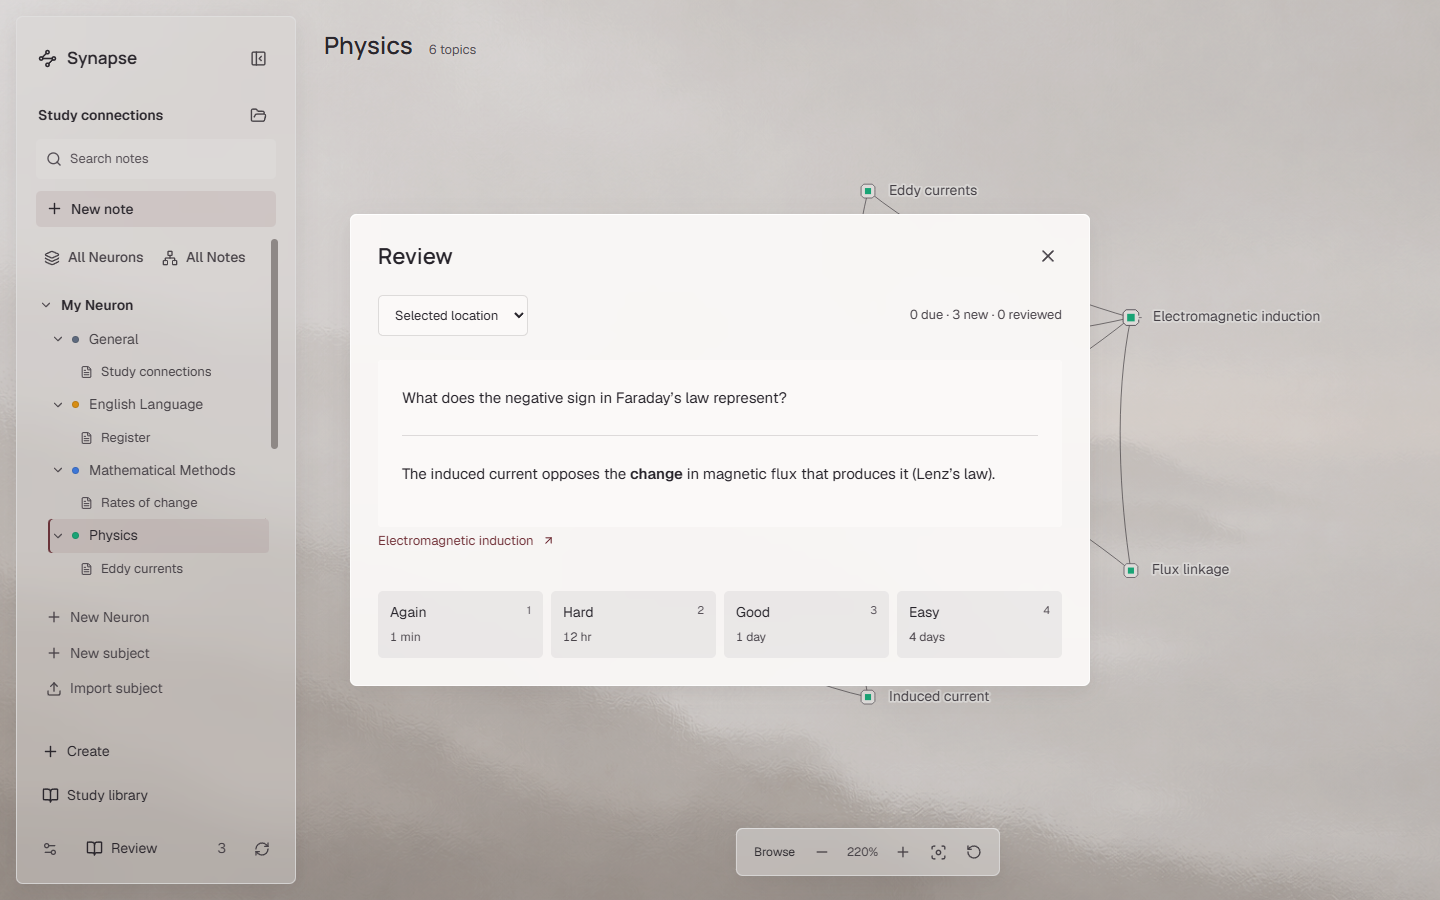 Synapse
Study connections
Search notes
New note
All Neurons
All Notes
My Neuron
General
Study connections
English Language
Register
Mathematical Methods
Rates of change
Physics
Eddy currents
New Neuron
New subject
Import subject
Create
Study library
Review 3
Physics 6 topics
Eddy currents
Electromagnetic induction
Flux linkage
Induced current
Review
Selected location
0 due · 3 new · 0 reviewed
What does the negative sign in Faraday’s law represent?
The induced current opposes the change in magnetic flux that produces it (Lenz’s law).
Electromagnetic induction
Again 1
1 min
Hard 2
12 hr
Good 3
1 day
Easy 4
4 days
Browse 220%